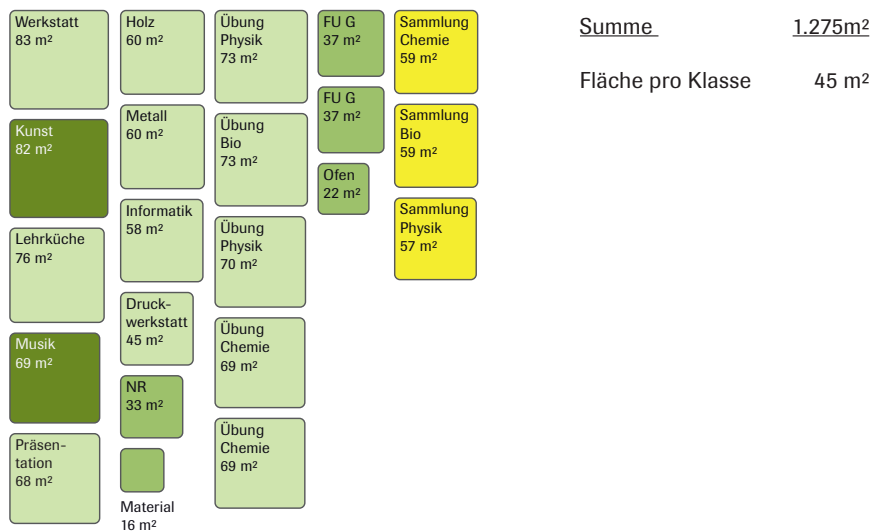 Werkstatt
83 m²
Kunst
82 m²
Lehrküche
76 m²
Musik
69 m²
Präsen-
tation
68 m²
Holz
60 m²
Metall
60 m²
Informatik
58 m²
Druck-
werkstatt
45 m²
NR
33 m²
Material
16 m²
Übung
Physik
73 m²
Übung
Bio
73 m²
Übung
Physik
70 m²
Übung
Chemie
69 m²
Übung
Chemie
69 m²
FU G
37 m²
FU G
37 m²
Ofen
22 m²
Sammlung
Chemie
59 m²
Sammlung
Bio
59 m²
Sammlung
Physik
57 m²
Summe 1.275m²
Fläche pro Klasse 45 m²